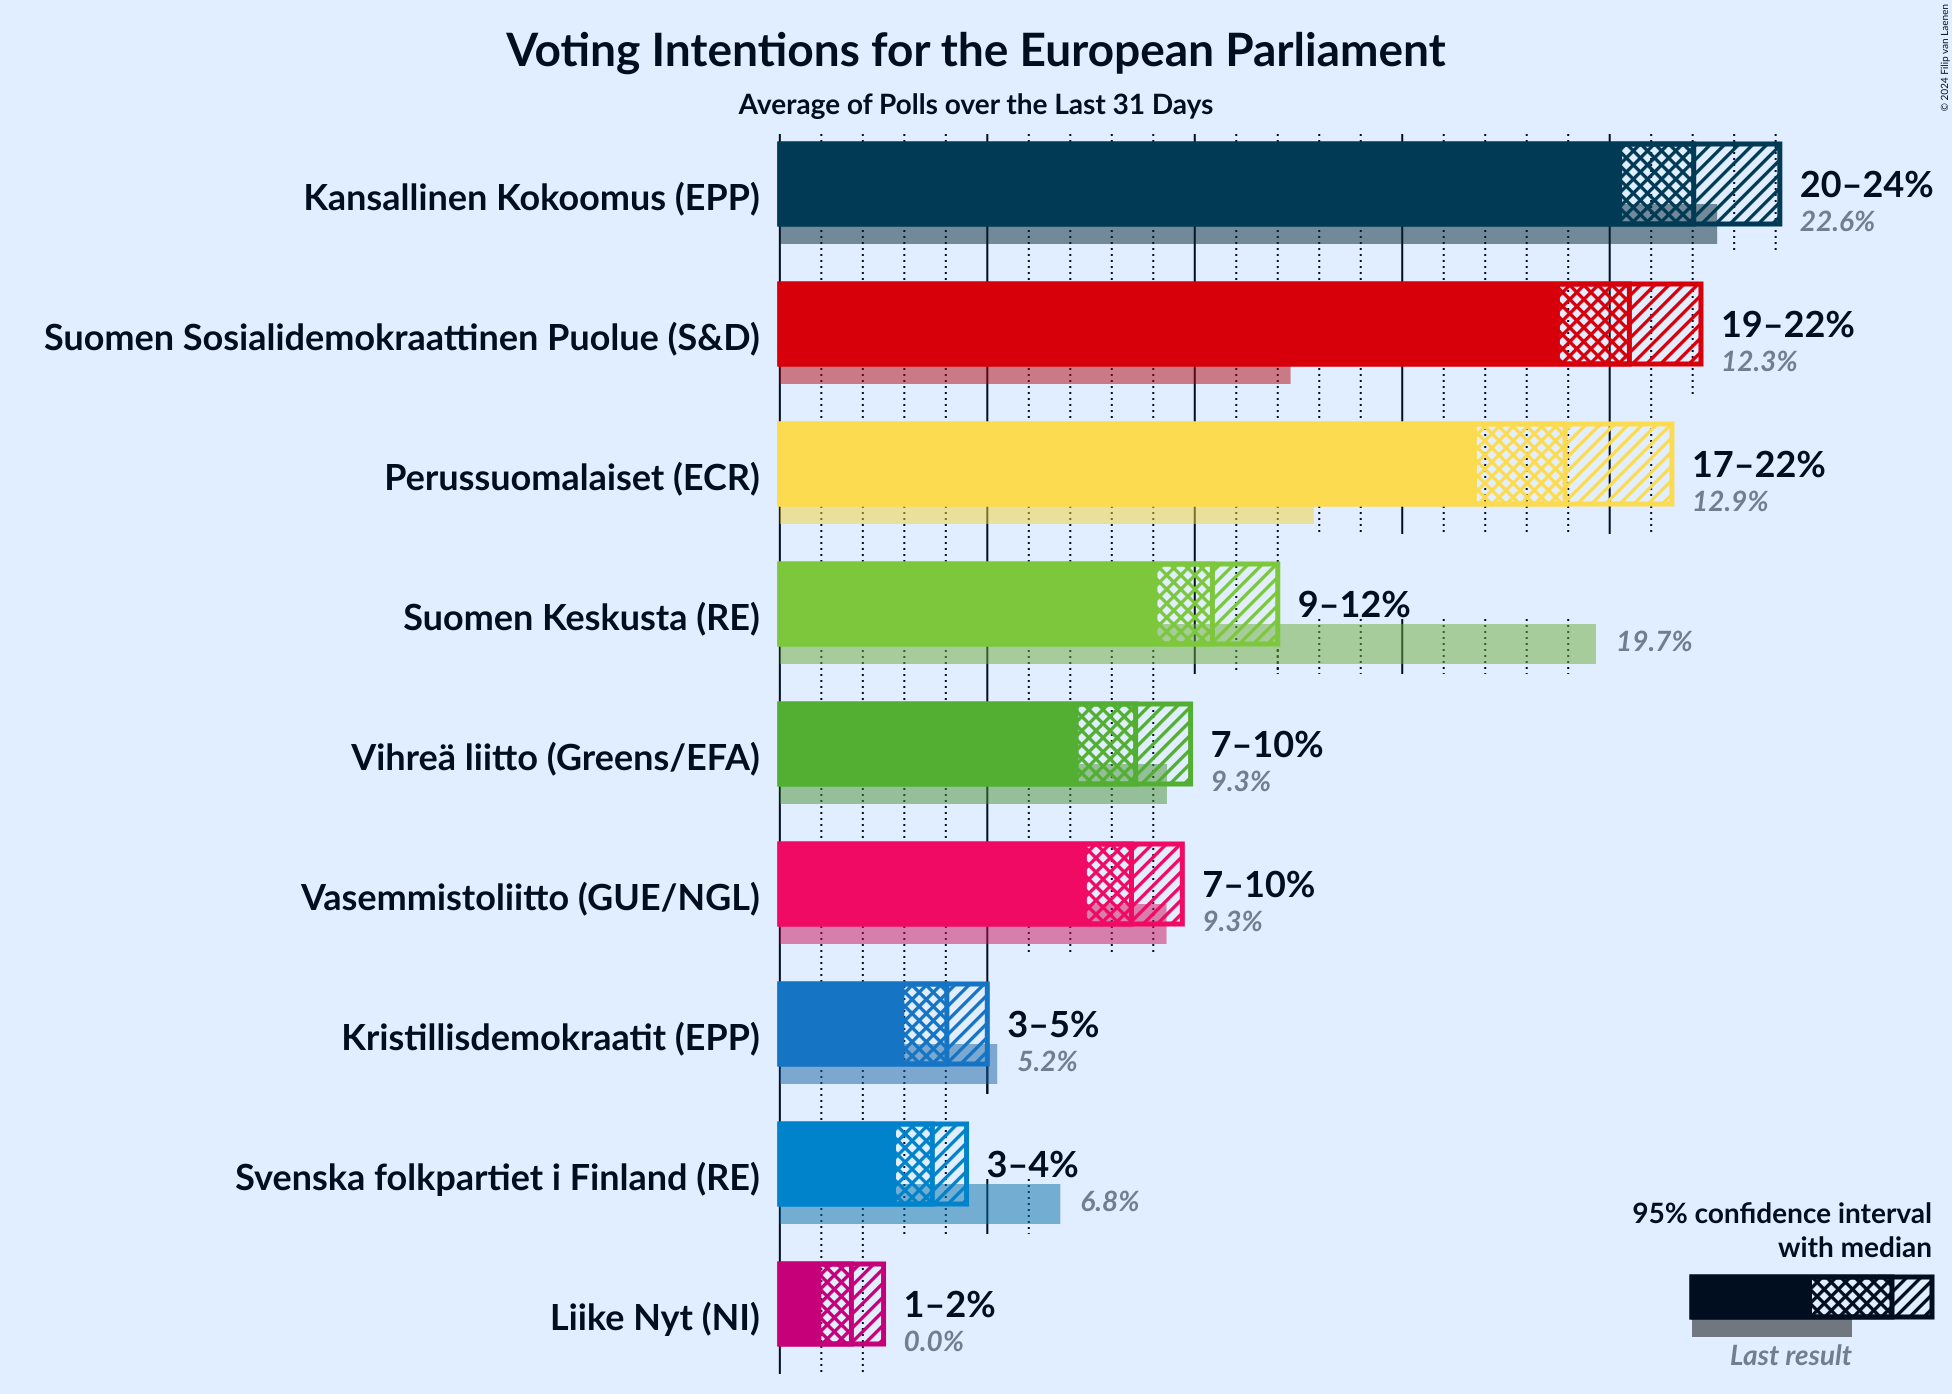 Voting Intentions for the European Parliament
Average of Polls over the Last 31 Days
© 2024 Filip van Laenen
Kansallinen Kokoomus (EPP)
20–24%
22.6%
Suomen Sosialidemokraattinen Puolue (S&D)
19–22%
12.3%
Perussuomalaiset (ECR)
17–22%
12.9%
Suomen Keskusta (RE)
9–12%
19.7%
Vihreä liitto (Greens/EFA)
7–10%
9.3%
Vasemmistoliitto (GUE/NGL)
7–10%
9.3%
Kristillisdemokraatit (EPP)
3–5%
5.2%
Svenska folkpartiet i Finland (RE)
3–4%
6.8%
Liike Nyt (NI)
1–2%
0.0%
95% confidence interval
with median
Last result